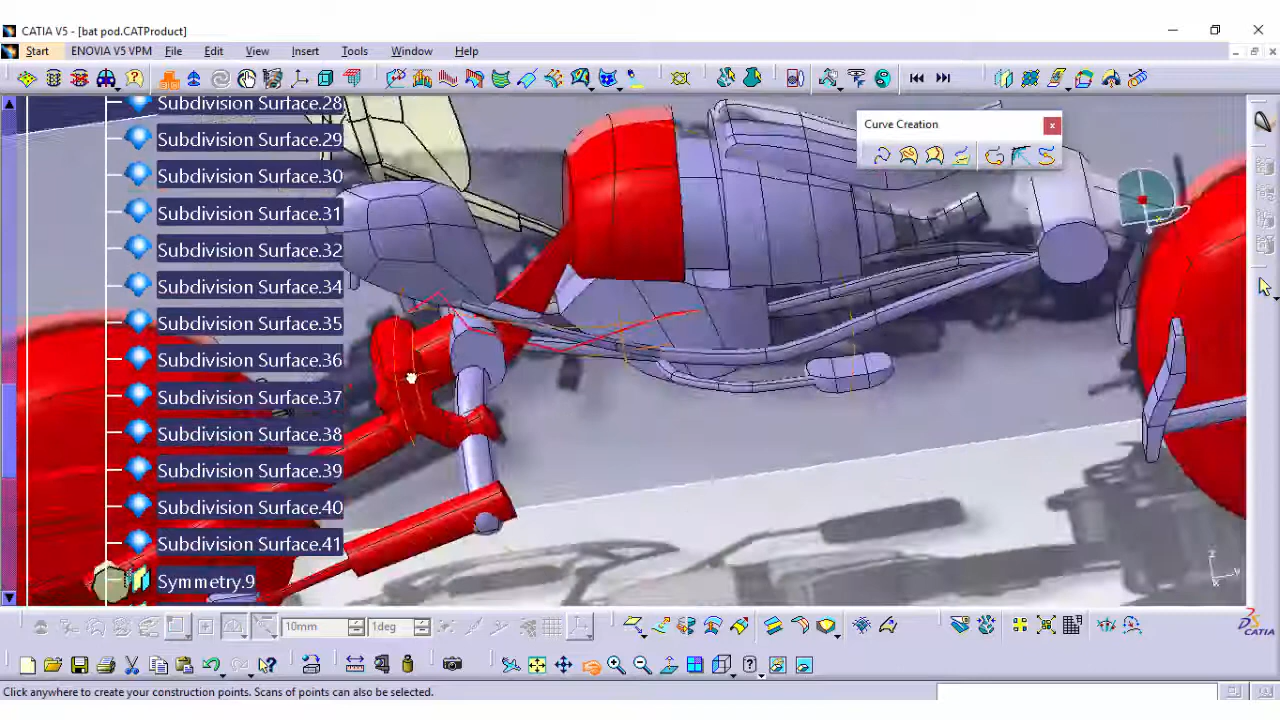 CATIA V5 - [bat pod.CATProduct]
Start ENOVIA V5 VPM File Edit View Insert Tools Window Help
Curve Creation
Subdivision Surface.28
Subdivision Surface.29
Subdivision Surface.30
Subdivision Surface.31
Subdivision Surface.32
Subdivision Surface.34
Subdivision Surface.35
Subdivision Surface.36
Subdivision Surface.37
Subdivision Surface.38
Subdivision Surface.39
Subdivision Surface.40
Subdivision Surface.41
Symmetry.9
10mm 1deg
CATIA
Click anywhere to create your construction points. Scans of points can also be selected.